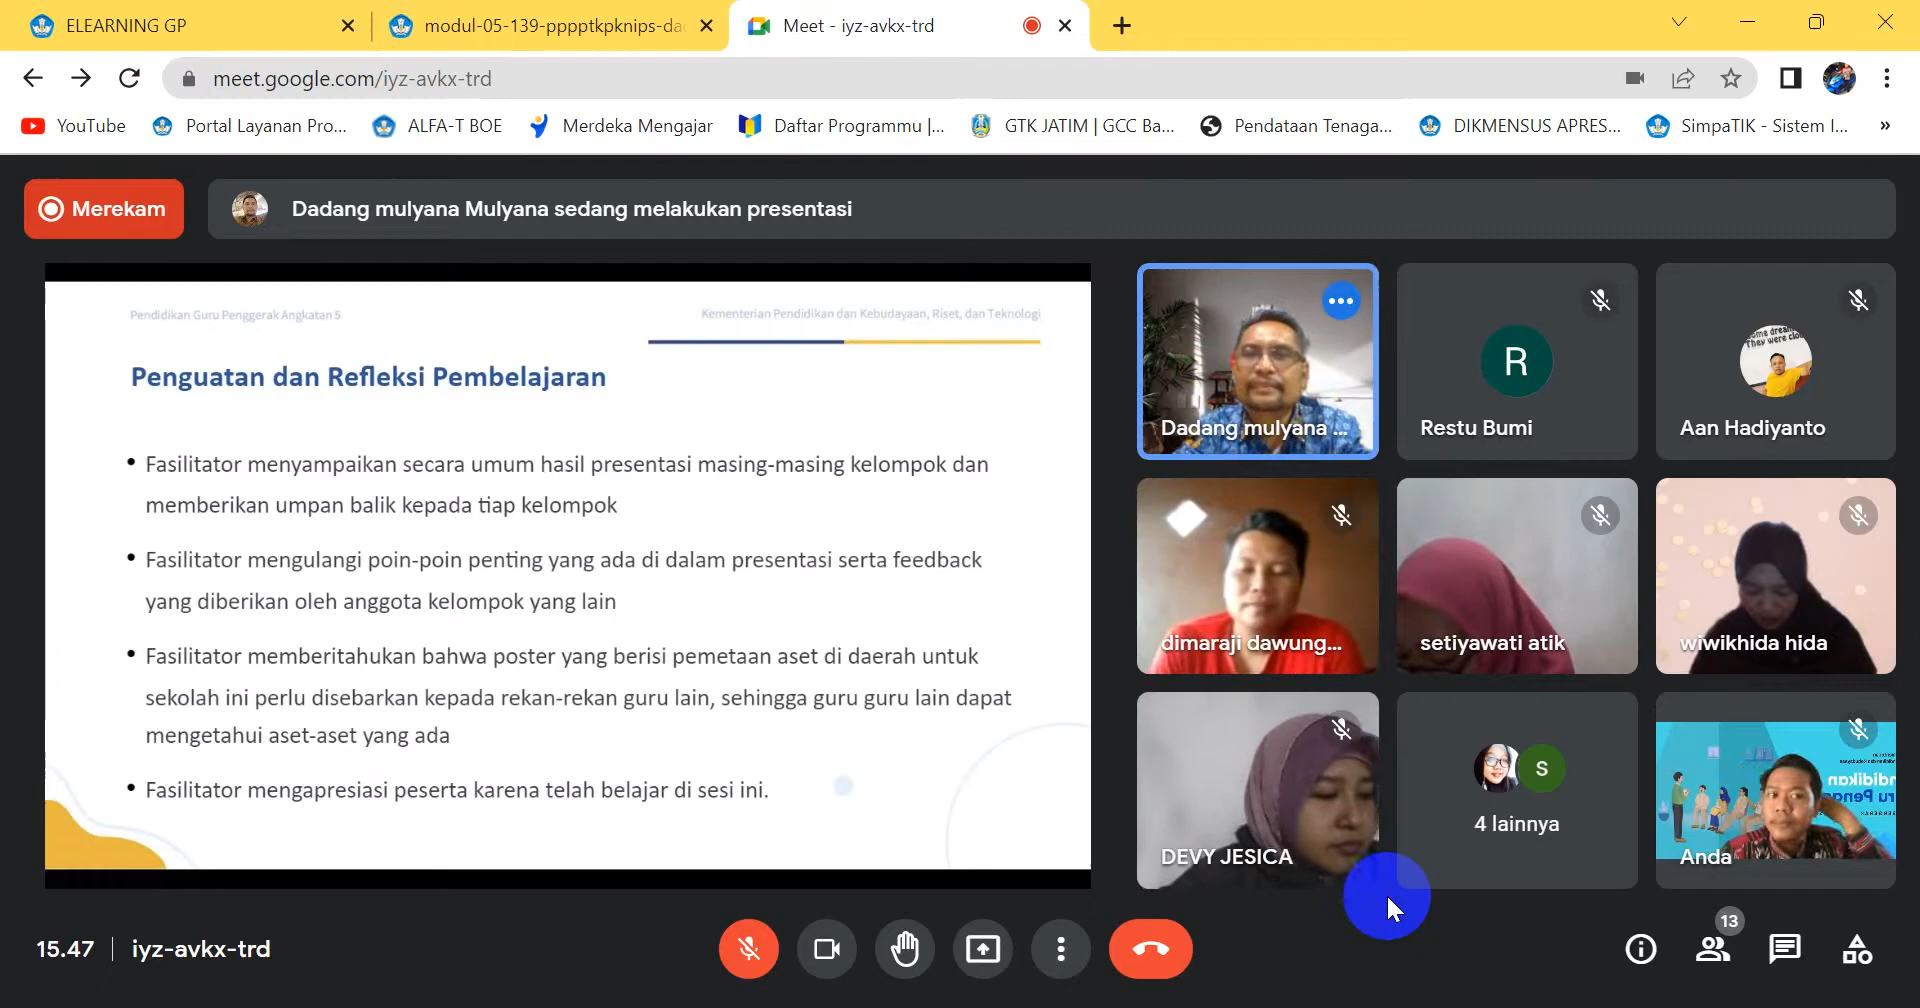 ELEARNING GP
modul-05-139-pppptkpknips-da
Meet - iyz-avkx-trd
meet.google.com/iyz-avkx-trd
YouTube
Portal Layanan Pro...
ALFA-T BOE
Merdeka Mengajar
Daftar Programmu |...
GTK JATIM | GCC Ba...
Pendataan Tenaga...
DIKMENSUS APRES...
SimpaTIK - Sistem I...
»
Merekam
Dadang mulyana Mulyana sedang melakukan presentasi
Pendidikan Guru Penggerak Angkatan 5
Kementerian Pendidikan dan Kebudayaan, Riset, dan Teknologi
Penguatan dan Refleksi Pembelajaran
• Fasilitator menyampaikan secara umum hasil presentasi masing-masing kelompok dan
memberikan umpan balik kepada tiap kelompok
• Fasilitator mengulangi poin-poin penting yang ada di dalam presentasi serta feedback
yang diberikan oleh anggota kelompok yang lain
• Fasilitator memberitahukan bahwa poster yang berisi pemetaan aset di daerah untuk
sekolah ini perlu disebarkan kepada rekan-rekan guru lain, sehingga guru guru lain dapat
mengetahui aset-aset yang ada
• Fasilitator mengapresiasi peserta karena telah belajar di sesi ini.
Dadang mulyana ...
R
Restu Bumi
They were
Aan Hadiyanto
dimaraji dawung...
setiyawati atik
wiwikhida hida
DEVY JESICA
S
4 lainnya
Anda
15.47
iyz-avkx-trd
13